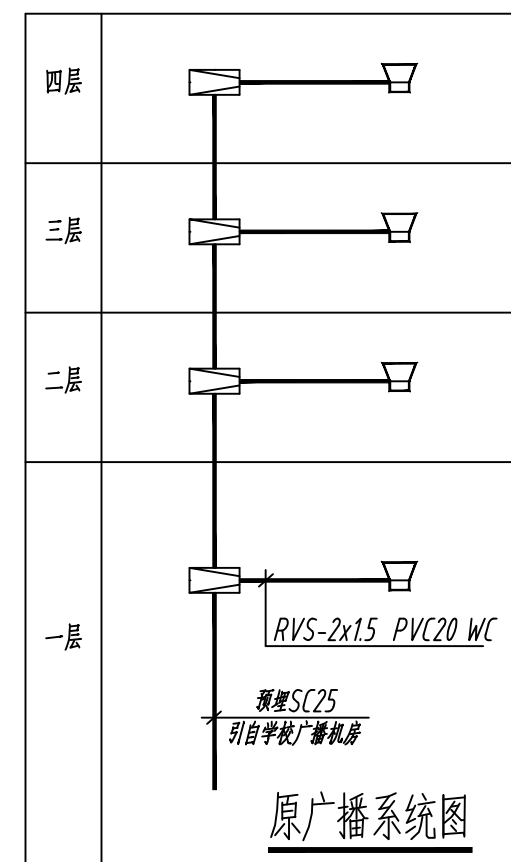 四层
三层
二层
一层
RVS-2x1.5 PVC20 WC
预埋SC25
引自学校广播机房
原广播系统图